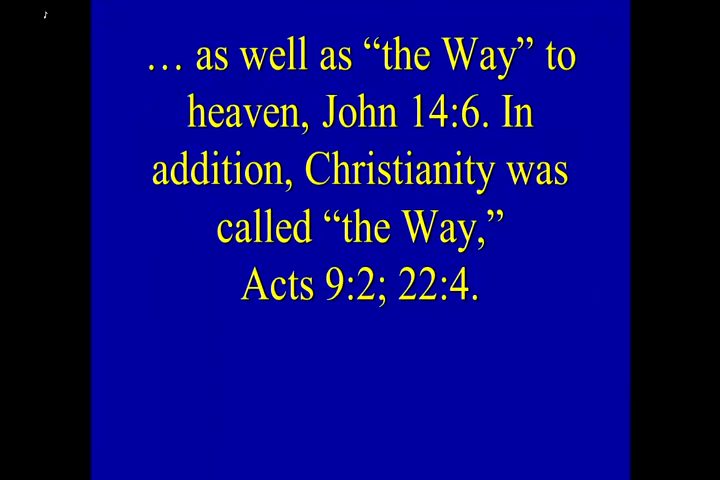 … as well as “the Way” to
heaven, John 14:6. In
addition, Christianity was
called “the Way,”
Acts 9:2; 22:4.